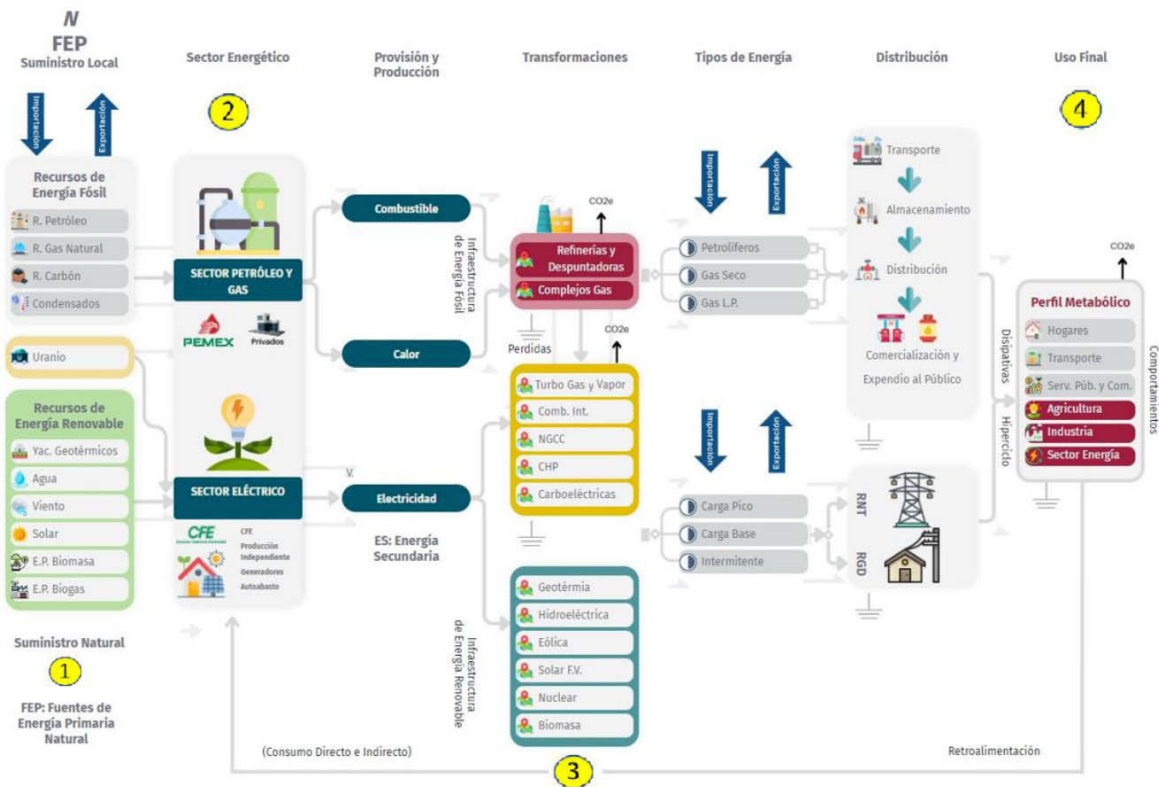 N
FEP
Suministro Local
Importación
Exportación
Recursos de
Energía Fósil
R. Petróleo
R. Gas Natural
R. Carbón
Condensados
Uranio
Recursos de
Energía Renovable
Yac. Geotérmicos
Agua
Viento
Solar
E.P. Biomasa
E.P. Biogas
Suministro Natural
1
FEP: Fuentes de
Energía Primaria
Natural
Sector Energético
2
SECTOR PETRÓLEO Y
GAS
PEMEX
Privados
SECTOR ELÉCTRICO
CFE
CFE
Producción
Independiente
Generadores
Autoabasto
Provisión y
Producción
Combustible
Calor
V.
Electricidad
ES: Energía
Secundaria
Infraestructura
de Energía Fósil
Infraestructura
de Energía Renovable
Transformaciones
CO2e
Refinerías y
Despuntadoras
Complejos Gas
Perdidas
CO2e
Turbo Gas y Vapor
Comb. Int.
NGCC
CHP
Carboeléctricas
Geotérmia
Hidroeléctrica
Eólica
Solar F.V.
Nuclear
Biomasa
Tipos de Energía
Importación
Exportación
Petrolíferos
Gas Seco
Gas L.P.
Importación
Exportación
Carga Pico
Carga Base
Intermitente
Distribución
Transporte
Almacenamiento
Distribución
Comercialización y
Expendio al Público
RNT
RGD
Disipativas
Hiperciclo
Uso Final
4
CO2e
Perfil Metabólico
Hogares
Transporte
Serv. Púb. y Com.
Agricultura
Industria
Sector Energía
Comportamientos
(Consumo Directo e Indirecto)
3
Retroalimentación